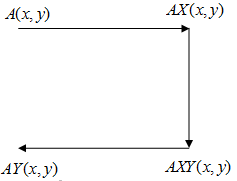 A(x, y) AX(x, y)
AY(x, y) AXY(x, y)